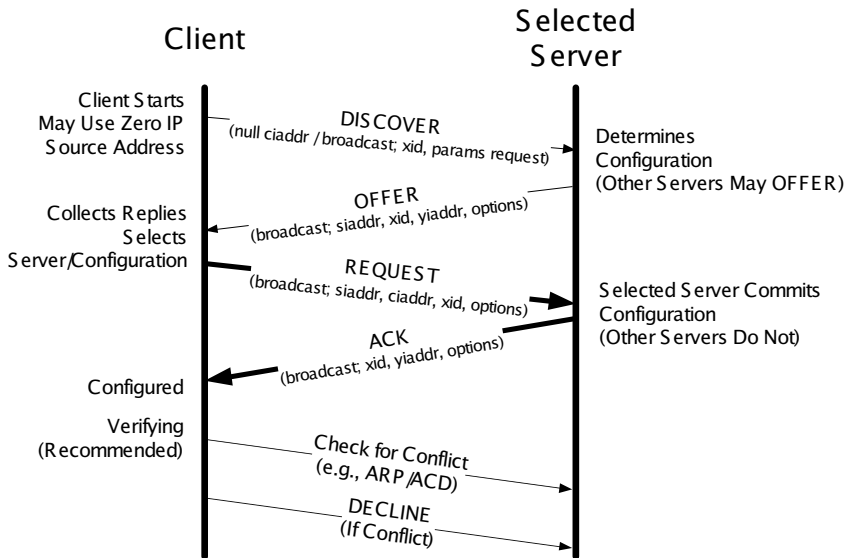 Client
Selected
Server
Client Starts
May Use Zero IP
Source Address
DISCOVER
(null ciaddr / broadcast; xid, params request)
Determines
Configuration
(Other Servers May OFFER)
OFFER
(broadcast; siaddr, xid, yiaddr, options)
Collects Replies
Selects
Server/Configuration
REQUEST
(broadcast; siaddr, ciaddr, xid, options)
Selected Server Commits
Configuration
(Other Servers Do Not)
ACK
(broadcast; xid, yiaddr, options)
Configured
Verifying
(Recommended)
Check for Conflict
(e.g., ARP/ACD)
DECLINE
(If Conflict)